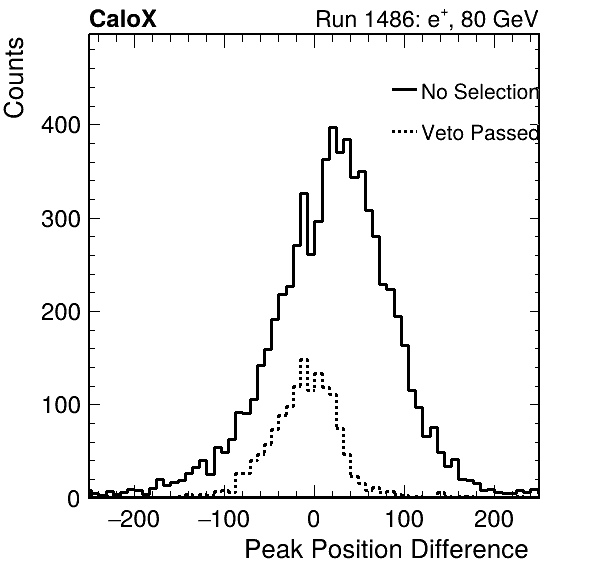 CaloX Run 1486: e⁺, 80 GeV
Counts
No Selection
Veto Passed
400
300
200
100
0
−200 −100 0 100 200
Peak Position Difference